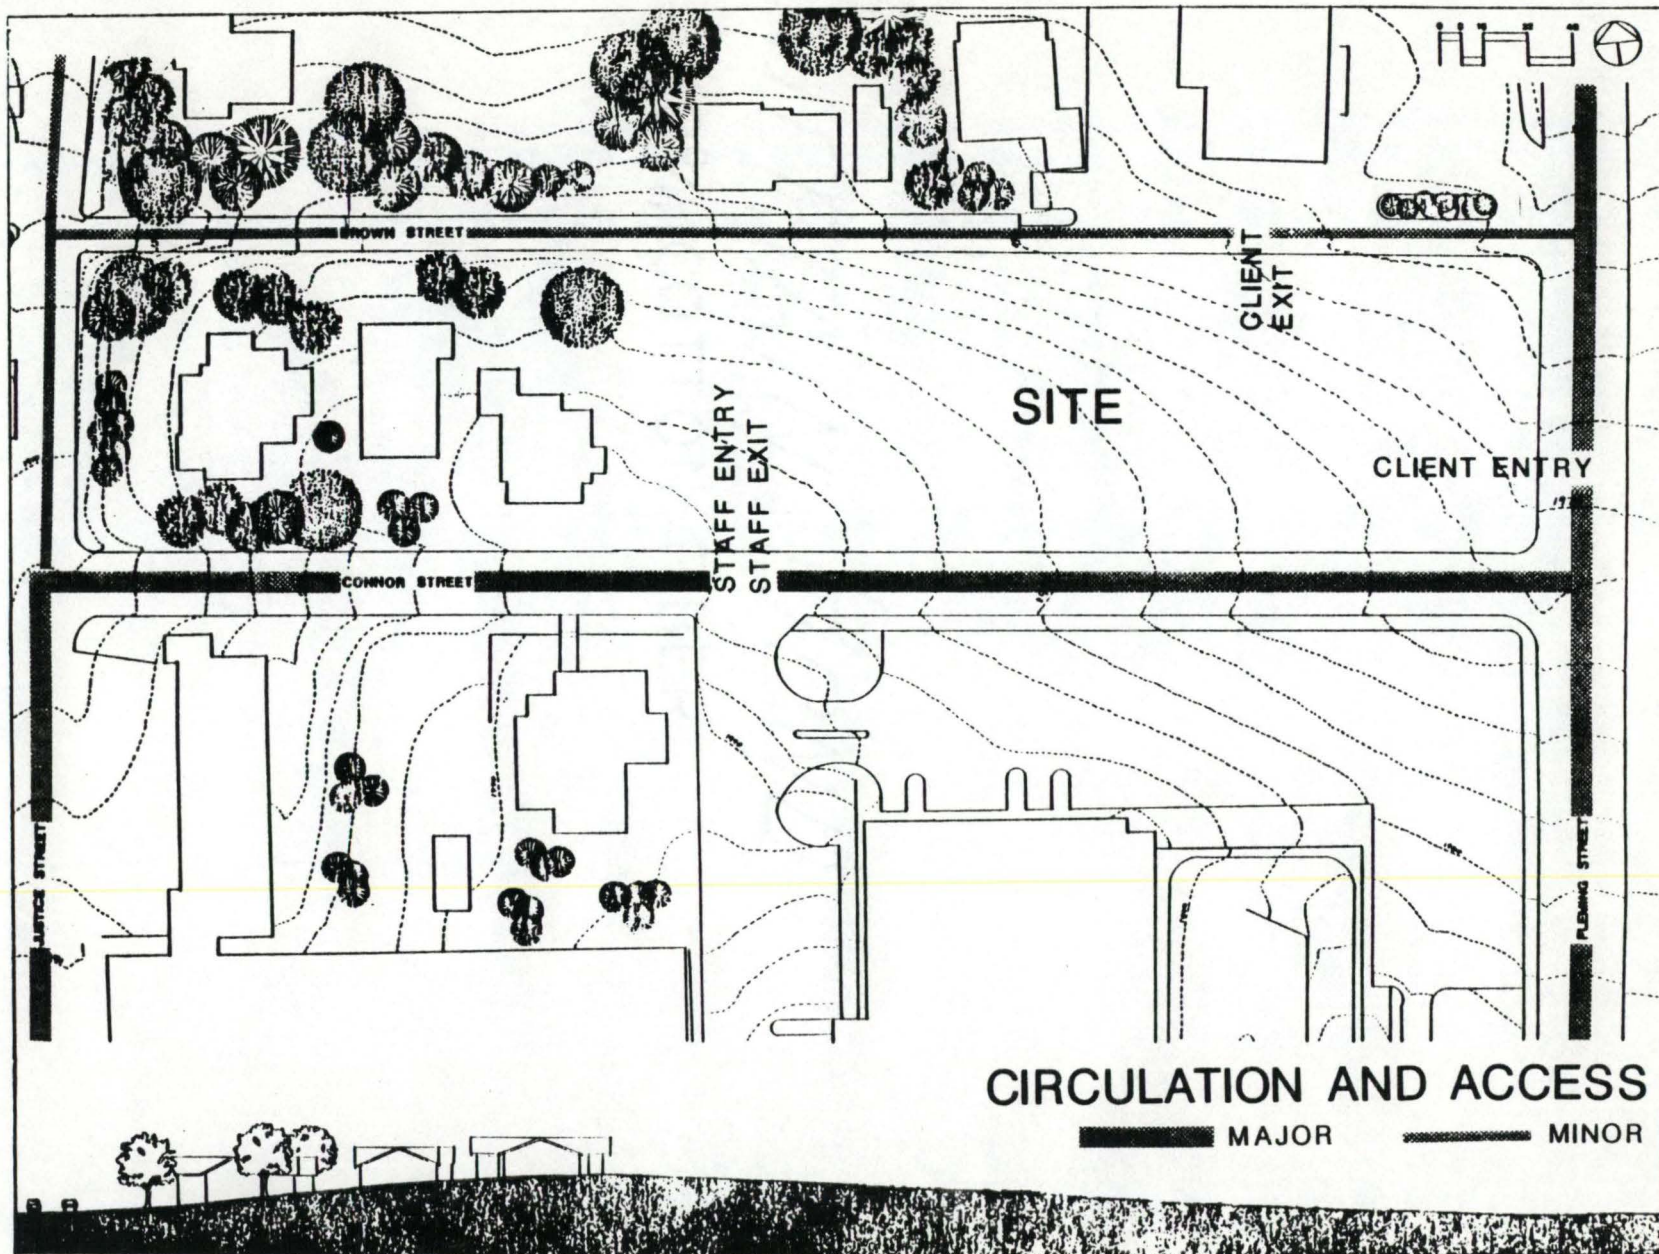 BROWN STREET
CLIENT
EXIT
SITE
STAFF ENTRY
STAFF EXIT
CLIENT ENTRY
CONNOR STREET
JUSTICE STREET
FLEMING STREET
CIRCULATION AND ACCESS
MAJOR
MINOR